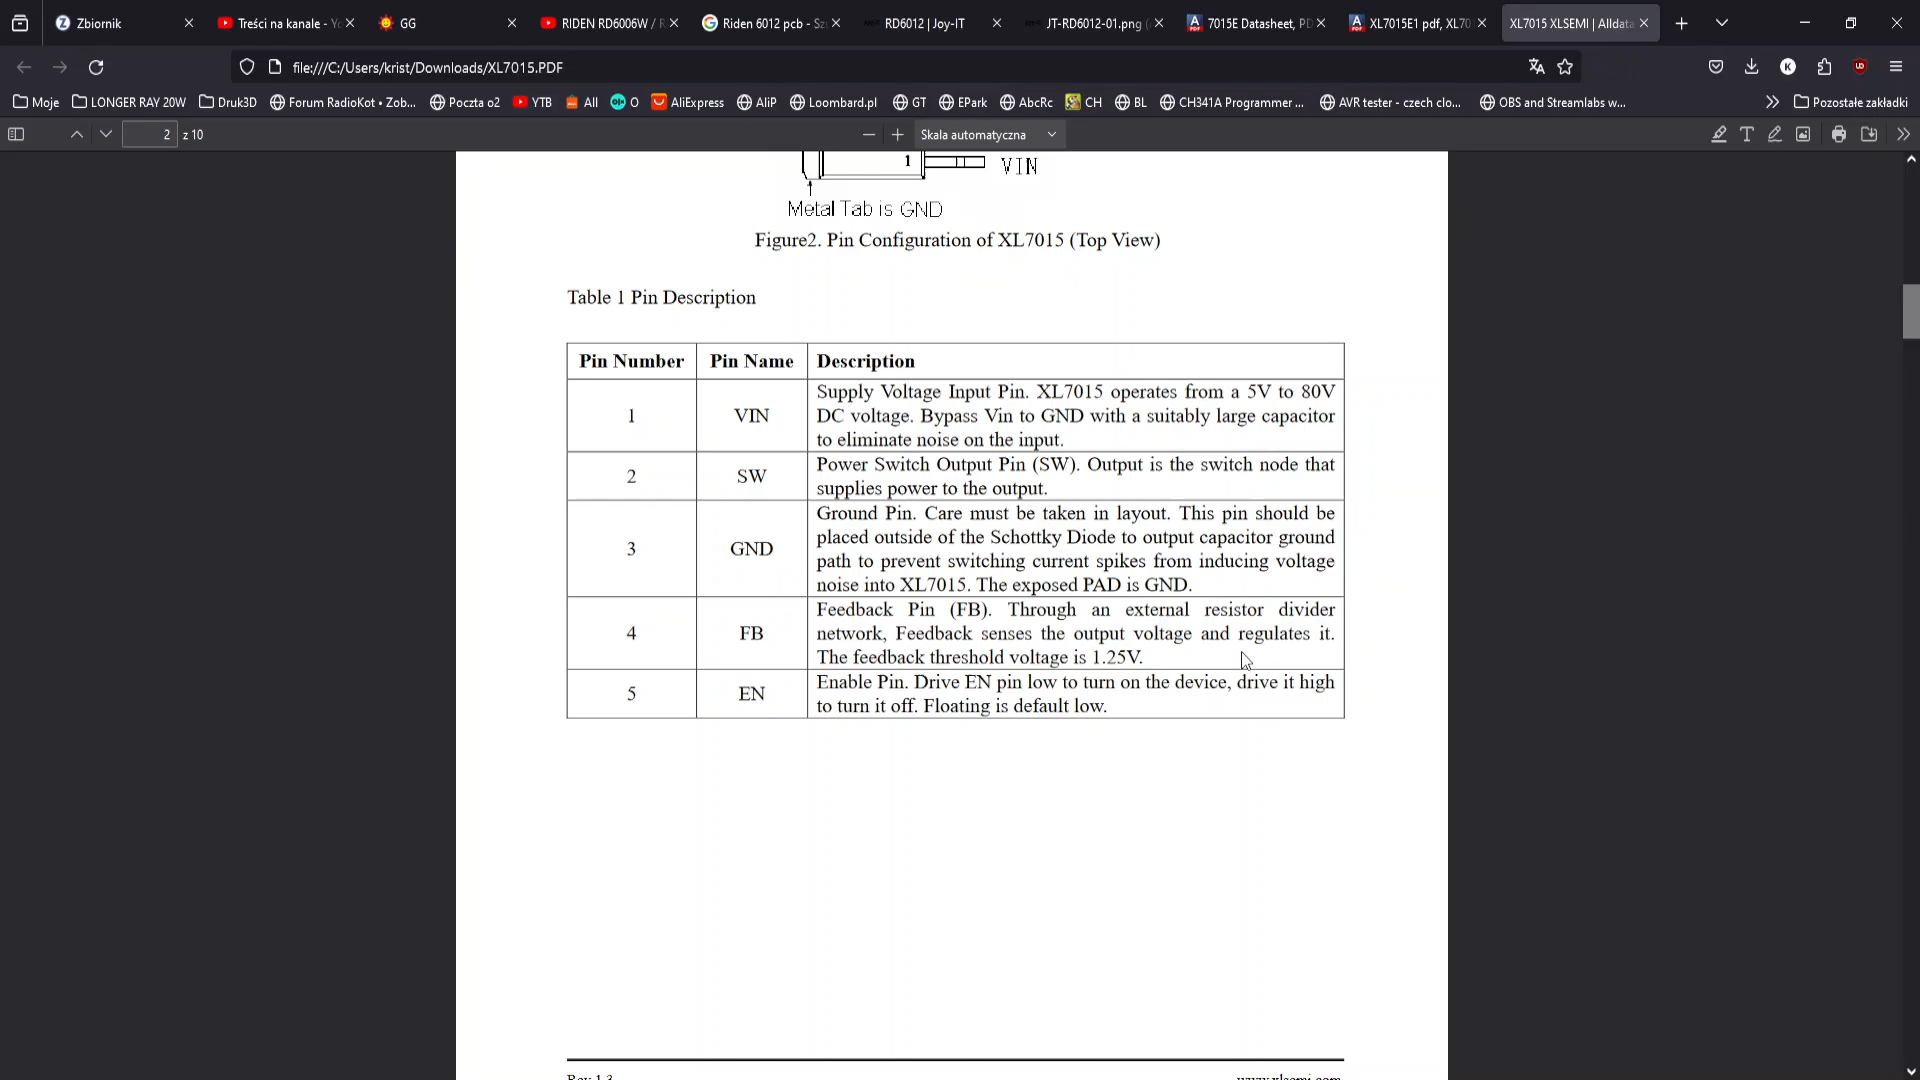 Zbiornik
Treści na kanale - Yo
GG
RIDEN RD6006W / R
Riden 6012 pcb - Sz
RD6012 | Joy-IT
JT-RD6012-01.png (
7015E Datasheet, PD
XL7015E1 pdf, XL70
XL7015 XLSEMI | Alldata
file:///C:/Users/krist/Downloads/XL7015.PDF
K
Moje
LONGER RAY 20W
Druk3D
Forum RadioKot • Zob...
Poczta o2
YTB
All
O
AliExpress
AliP
Loombard.pl
GT
EPark
AbcRc
CH
BL
CH341A Programmer ...
AVR tester - czech clo...
OBS and Streamlabs w...
Pozostałe zakładki
2 z 10
Skala automatyczna
1
VIN
Metal Tab is GND
Figure2. Pin Configuration of XL7015 (Top View)
Table 1 Pin Description
Pin Number Pin Name Description
1 VIN
Supply Voltage Input Pin. XL7015 operates from a 5V to 80V
DC voltage. Bypass Vin to GND with a suitably large capacitor
to eliminate noise on the input.
2 SW
Power Switch Output Pin (SW). Output is the switch node that
supplies power to the output.
3 GND
Ground Pin. Care must be taken in layout. This pin should be
placed outside of the Schottky Diode to output capacitor ground
path to prevent switching current spikes from inducing voltage
noise into XL7015. The exposed PAD is GND.
4 FB
Feedback Pin (FB). Through an external resistor divider
network, Feedback senses the output voltage and regulates it.
The feedback threshold voltage is 1.25V.
5 EN
Enable Pin. Drive EN pin low to turn on the device, drive it high
to turn it off. Floating is default low.
Rev 1.3
www.xlsemi.com